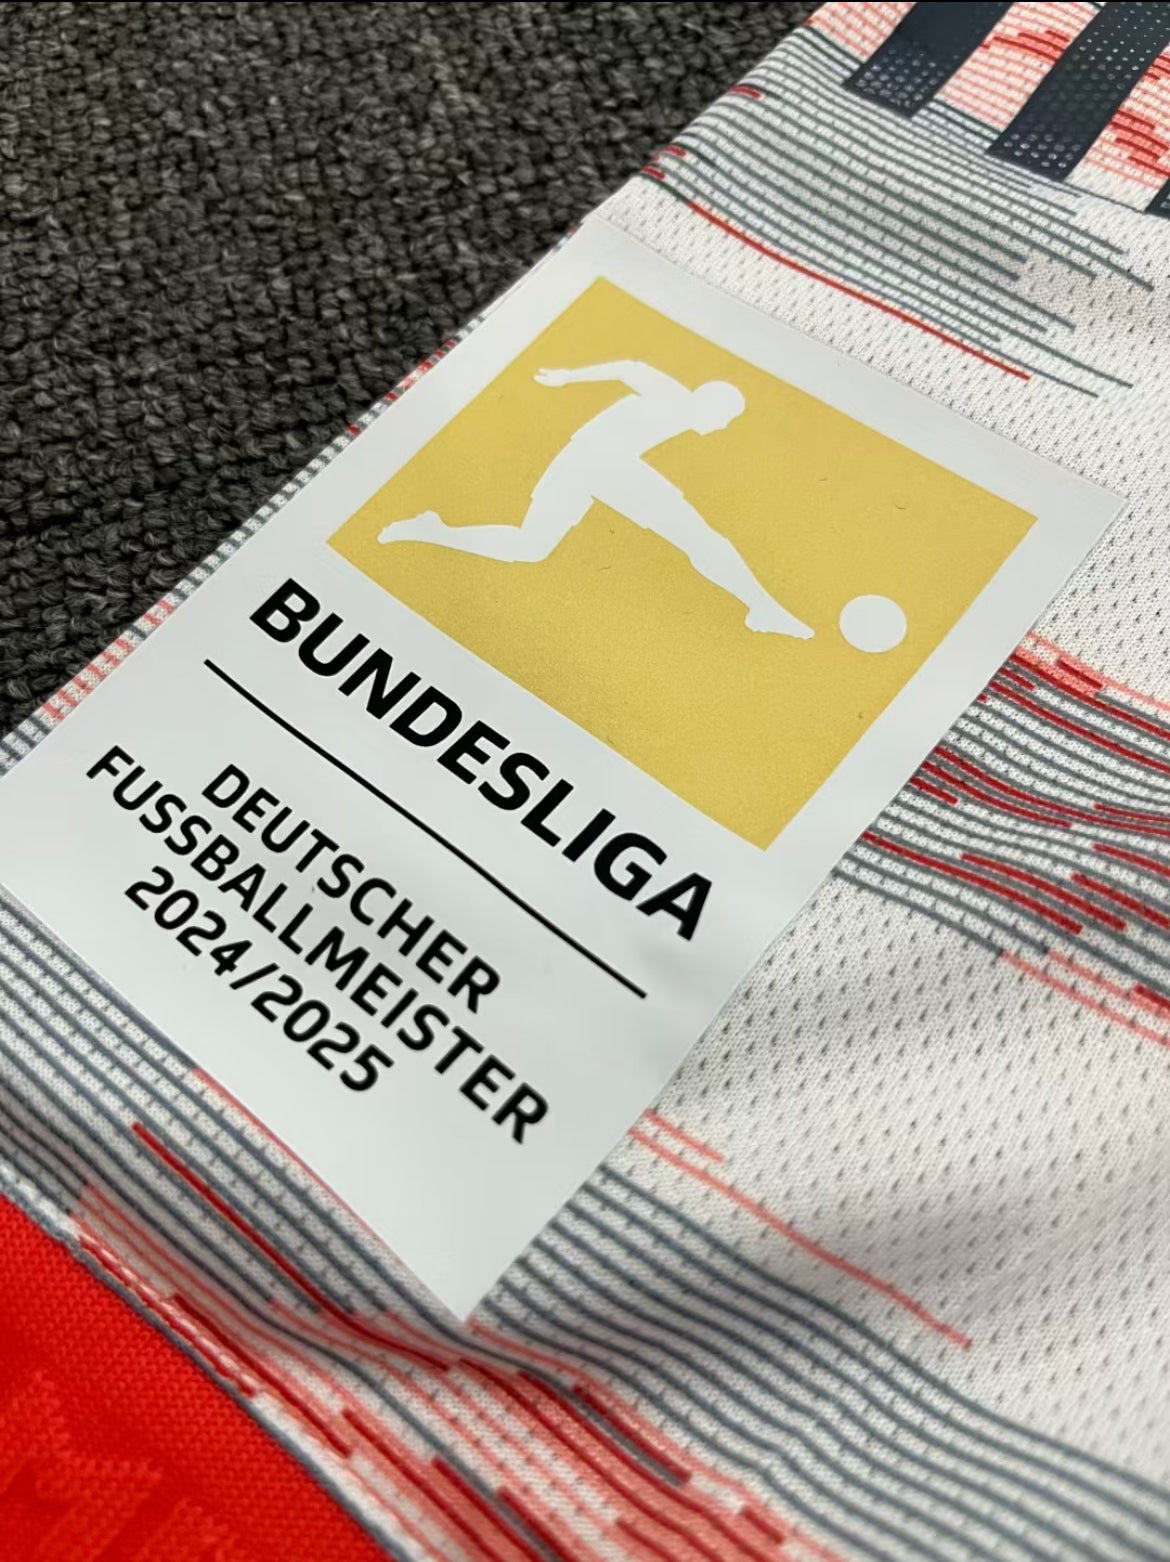 BUNDESLIGA
DEUTSCHER
FUSSBALLMEISTER
2024/2025